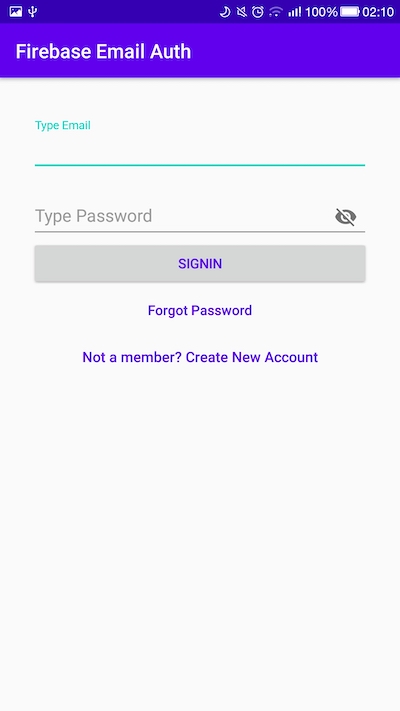 100% 02:10
Firebase Email Auth
Type Email
Type Password
SIGNIN
Forgot Password
Not a member? Create New Account